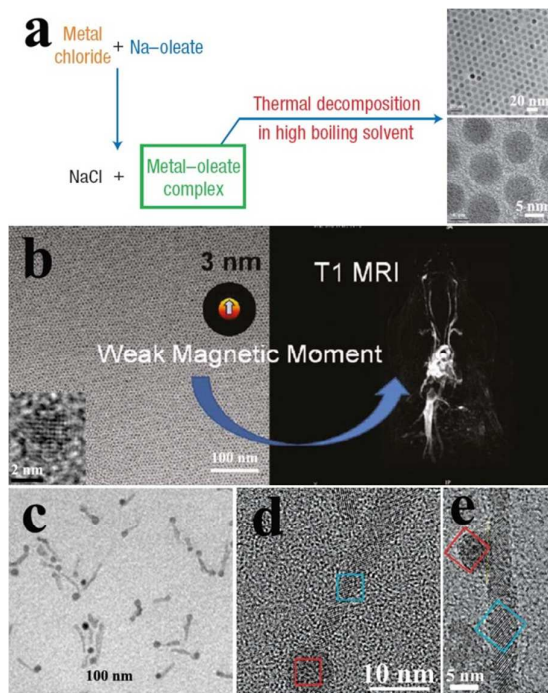 a
Metal
chloride + Na–oleate
NaCl +
Metal–oleate
complex
Thermal decomposition
in high boiling solvent
20 nm
5 nm
b
3 nm
T1 MRI
Weak Magnetic Moment
2 nm
100 nm
c
100 nm
d
10 nm
e
5 nm